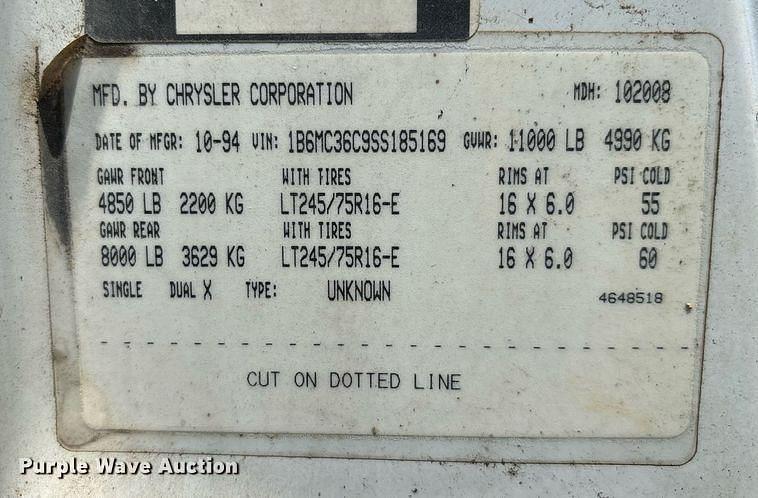 MFD. BY CHRYSLER CORPORATION MDH: 102008
DATE OF MFGR: 10-94 VIN: 1B6MC36C9SS185169 GVWR: 11000 LB 4990 KG
GAWR FRONT WITH TIRES RIMS AT PSI COLD
4850 LB 2200 KG LT245/75R16-E 16 X 6.0 55
GAWR REAR WITH TIRES RIMS AT PSI COLD
8000 LB 3629 KG LT245/75R16-E 16 X 6.0 60
SINGLE DUAL X TYPE: UNKNOWN 4648518
CUT ON DOTTED LINE
Purple Wave Auction